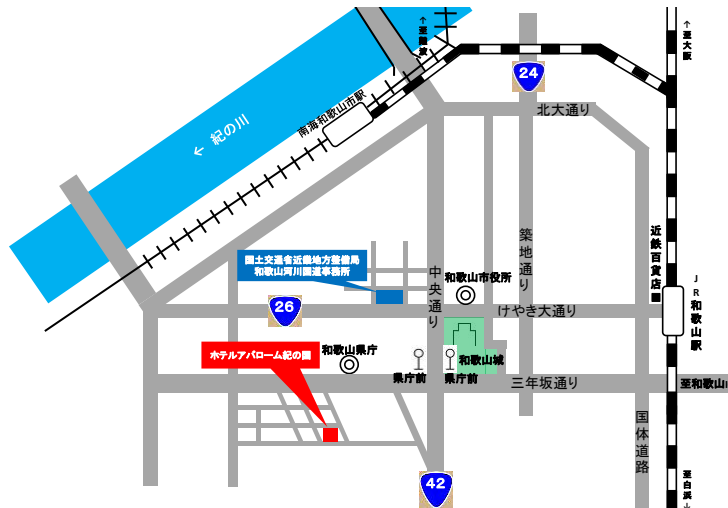 ↑至難波
↑至大阪
24
北大通り
南海和歌山市駅
← 紀の川
築地通り
近鉄百貨店
国土交通省近畿地方整備局
和歌山河川国道事務所
中央通り
和歌山市役所
JR和歌山駅
26
けやき大通り
ホテルアバローム紀の国
和歌山県庁
和歌山城
県庁前
県庁前
三年坂通り
至和歌山I
国体道路
42
至白浜↓